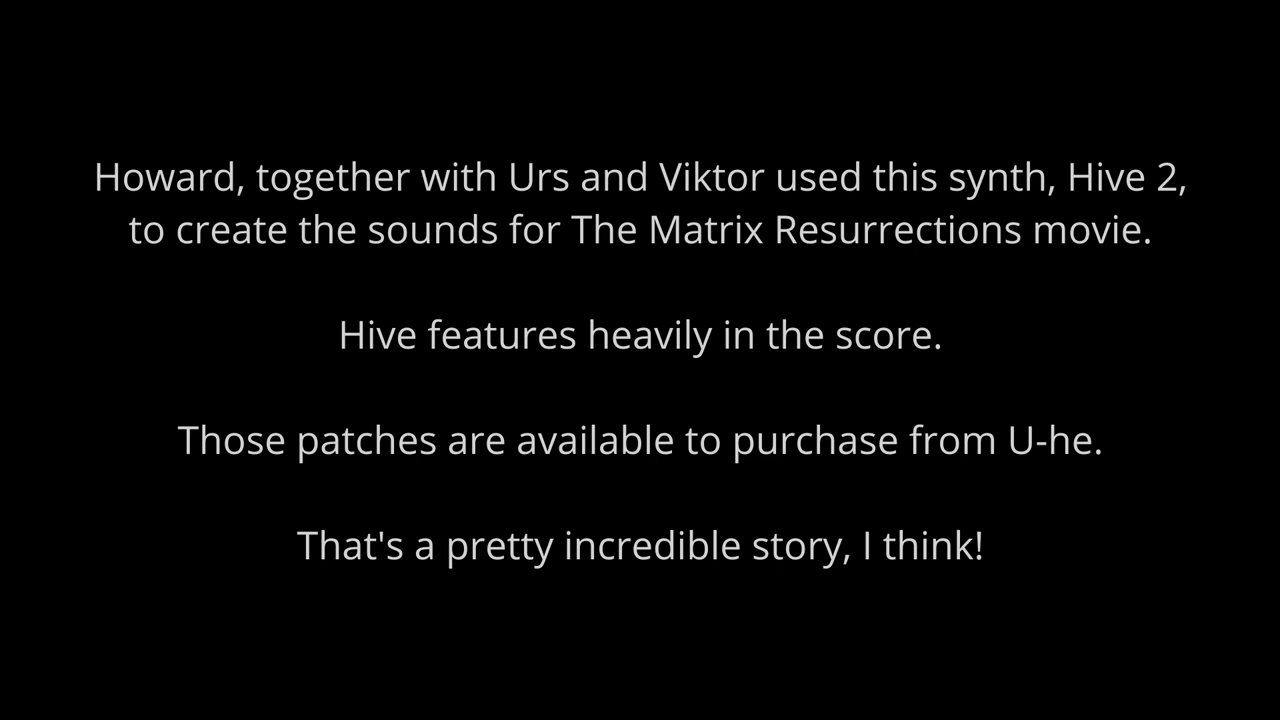 Howard, together with Urs and Viktor used this synth, Hive 2,
to create the sounds for The Matrix Resurrections movie.
Hive features heavily in the score.
Those patches are available to purchase from U-he.
That's a pretty incredible story, I think!